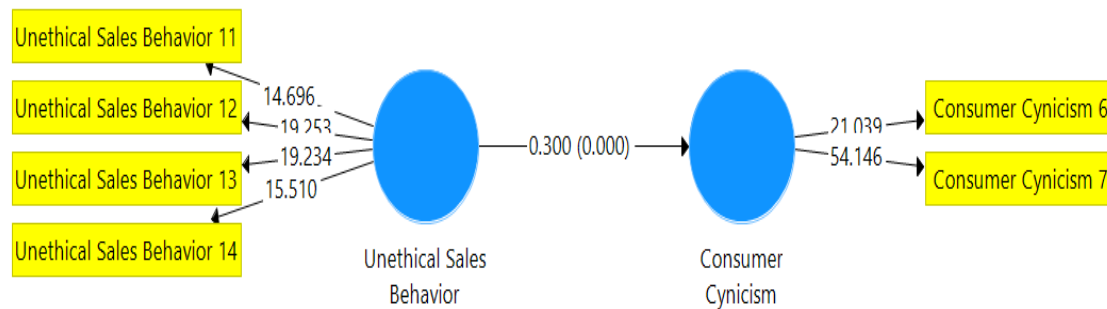 Unethical Sales Behavior 11
Unethical Sales Behavior 12
Unethical Sales Behavior 13
Unethical Sales Behavior 14
14.696
19.253
19.234
15.510
Unethical Sales
Behavior
0.300 (0.000)
Consumer
Cynicism
21.039
54.146
Consumer Cynicism 6
Consumer Cynicism 7